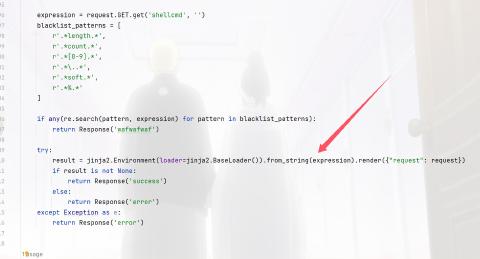 expression = request.GET.get('shellcmd', '')
blacklist_patterns = [
r'.*length.*',
r'.*count.*',
r'.*[0-9].*',
r'.*\..*',
r'.*soft.*',
r'.*%.*'
]
if any(re.search(pattern, expression) for pattern in blacklist_patterns):
return Response('wafwafwaf')
try:
result = jinja2.Environment(loader=jinja2.BaseLoader()).from_string(expression).render({"request": request})
if result is not None:
return Response('success')
else:
return Response('error')
except Exception as e:
return Response('error')